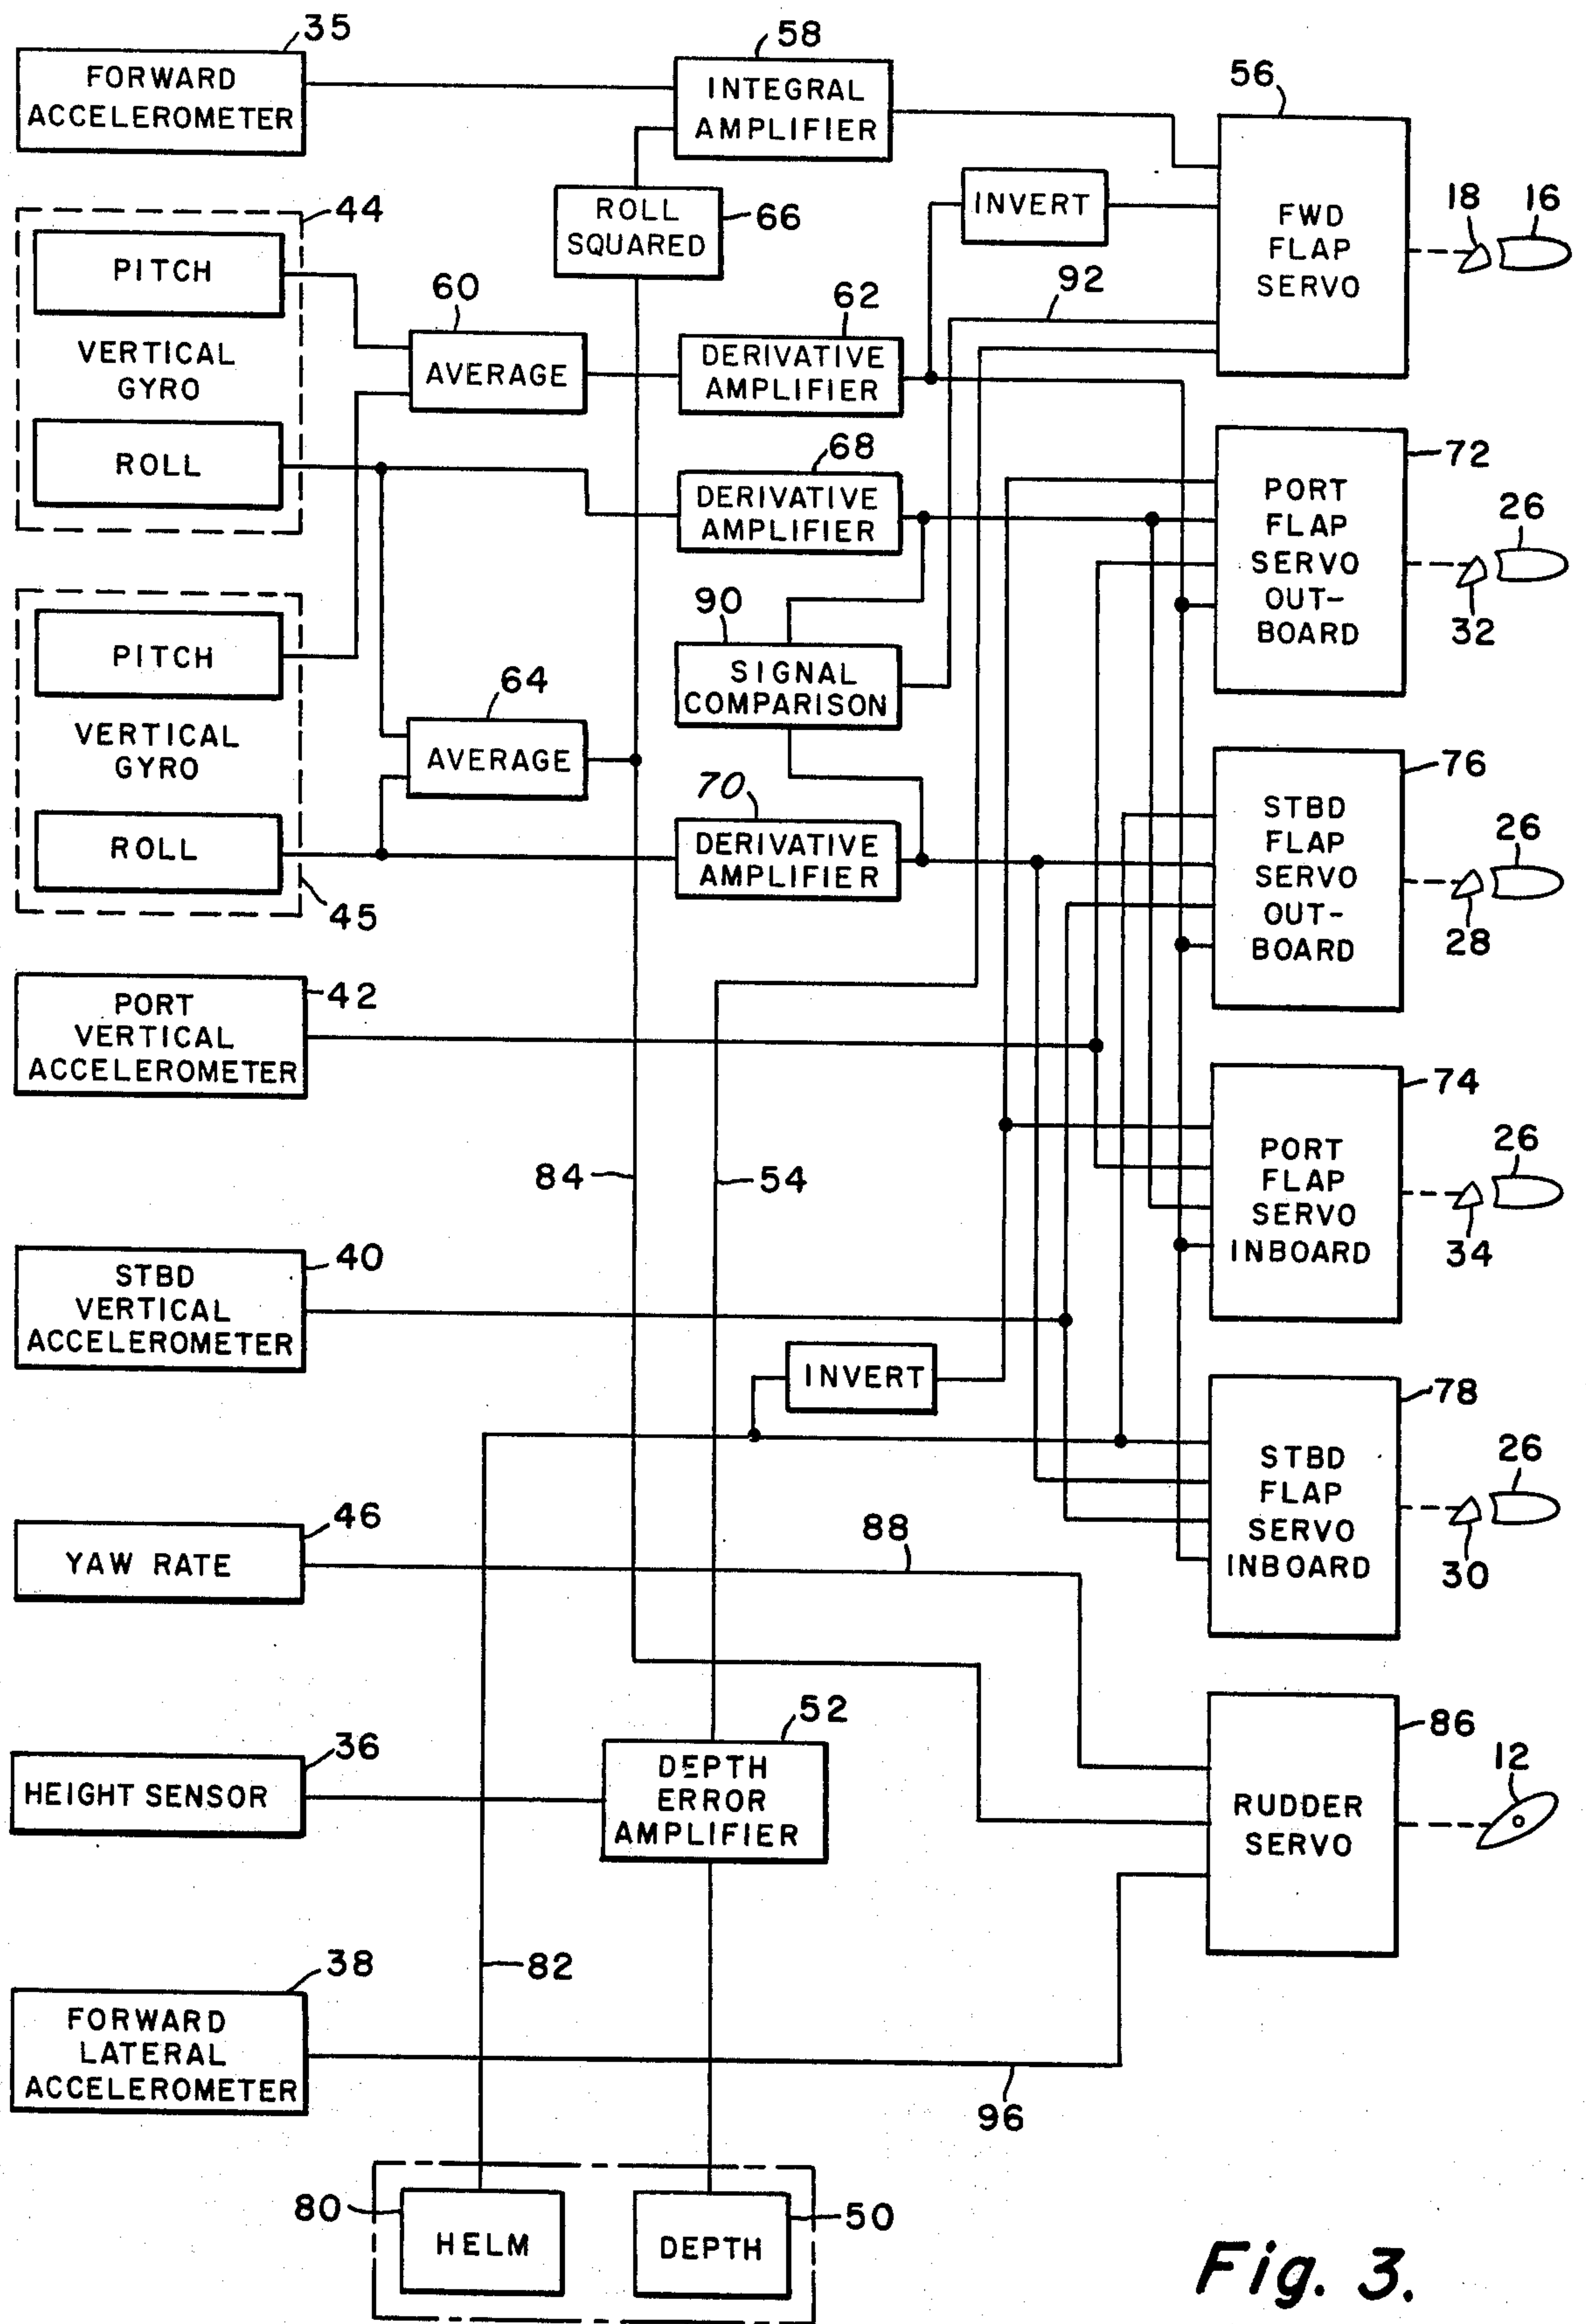 35
FORWARD
ACCELEROMETER
58
INTEGRAL
AMPLIFIER
56
FWD
FLAP
SERVO
18
16
INVERT
ROLL
SQUARED
66
44
PITCH
VERTICAL
GYRO
ROLL
60
AVERAGE
62
DERIVATIVE
AMPLIFIER
92
68
DERIVATIVE
AMPLIFIER
72
PORT
FLAP
SERVO
OUT-
BOARD
26
32
PITCH
VERTICAL
GYRO
ROLL
45
64
AVERAGE
90
SIGNAL
COMPARISON
70
DERIVATIVE
AMPLIFIER
76
STBD
FLAP
SERVO
OUT-
BOARD
26
28
42
PORT
VERTICAL
ACCELEROMETER
84
54
74
PORT
FLAP
SERVO
INBOARD
26
34
40
STBD
VERTICAL
ACCELEROMETER
INVERT
78
STBD
FLAP
SERVO
INBOARD
26
30
46
YAW RATE
88
36
HEIGHT SENSOR
52
DEPTH
ERROR
AMPLIFIER
86
RUDDER
SERVO
12
38
FORWARD
LATERAL
ACCELEROMETER
82
96
80
HELM
DEPTH
50
Fig. 3.